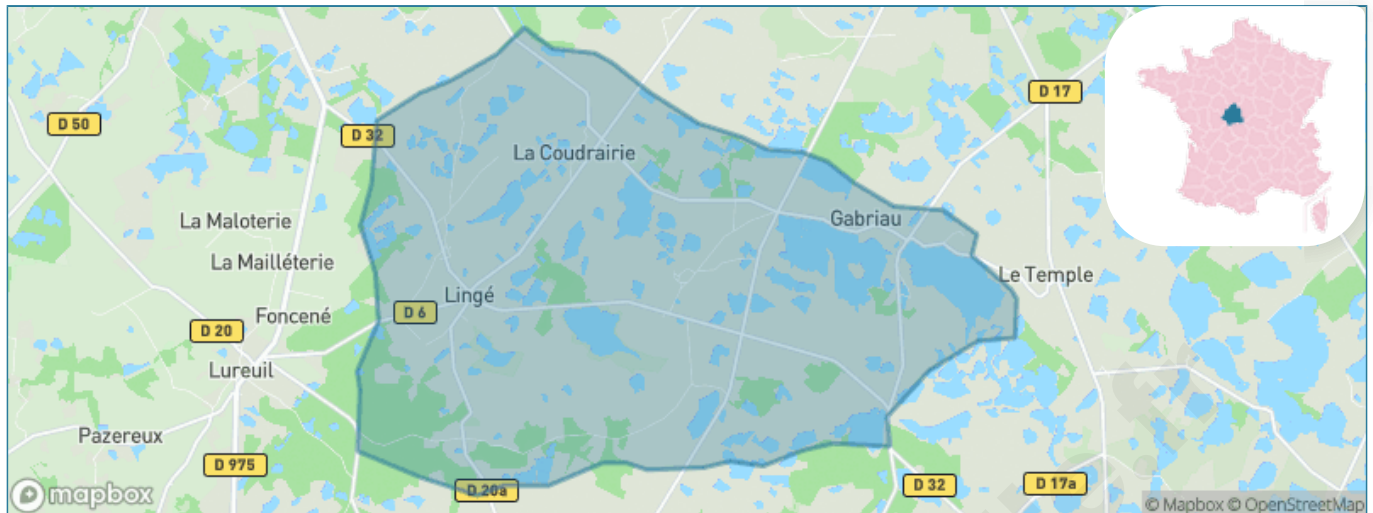 D 17
D 50
D 32
La Coudrairie
La Maloterie
Gabriau
La Mailléterie
Le Temple
Lingé
D 6
Foncené
D 20
Lureuil
Pazereux
D 975
D 20a
D 32
D 17a
mapbox
© Mapbox © OpenStreetMap